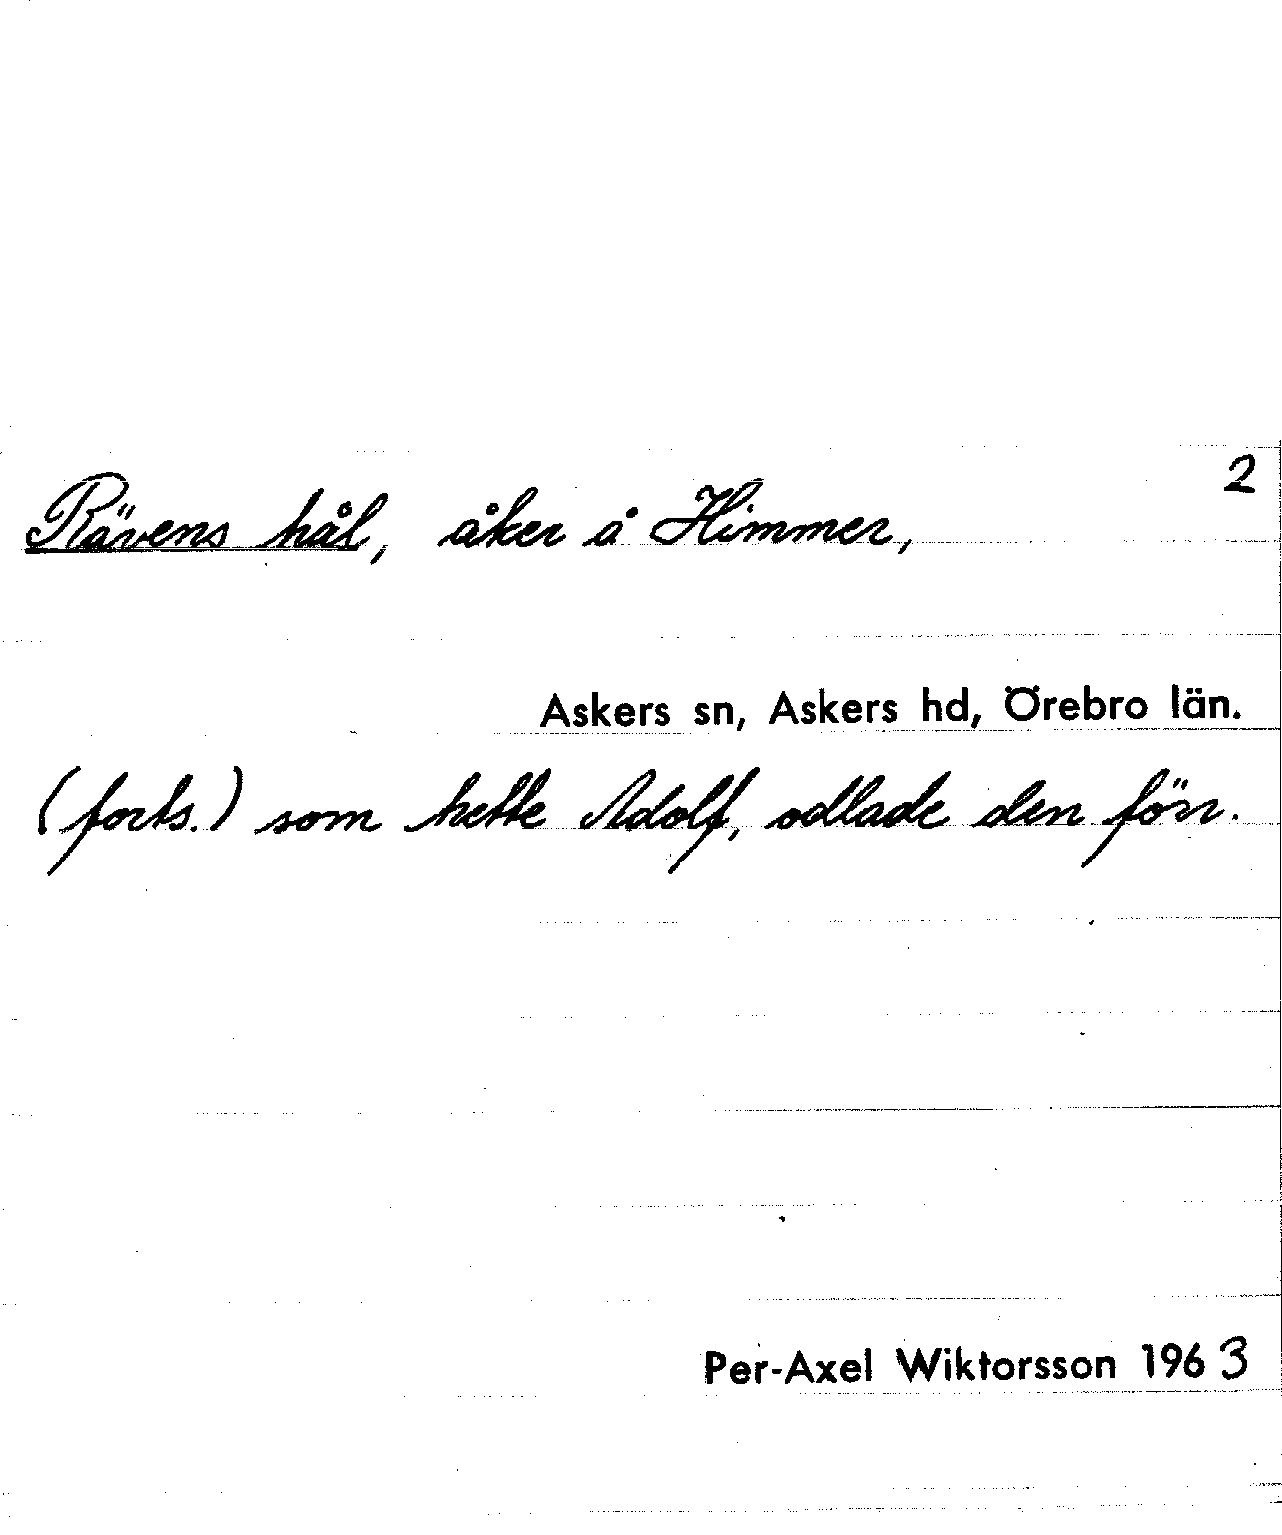 2
Rävens hål, åker å Himmer,
Askers sn, Askers hd, Örebro län.
(forts.) som hette Adolf, odlade den förr.
Per-Axel Wiktorsson 1963